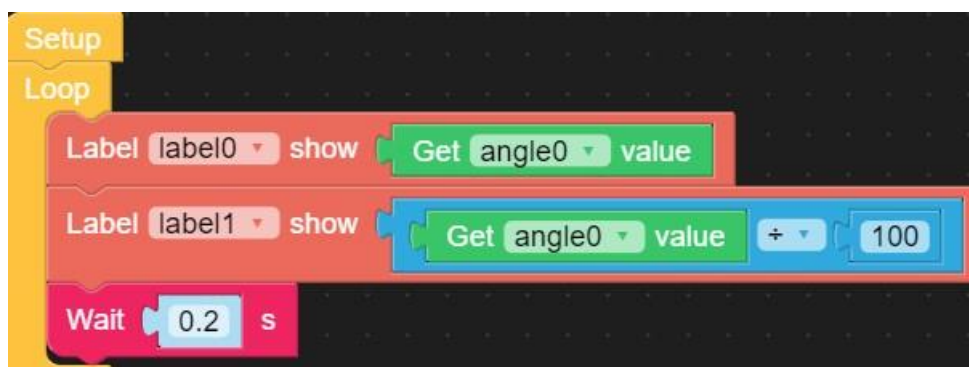 Setup
Loop
Label label0 show Get angle0 value
Label label1 show Get angle0 value ÷ 100
Wait 0.2 s